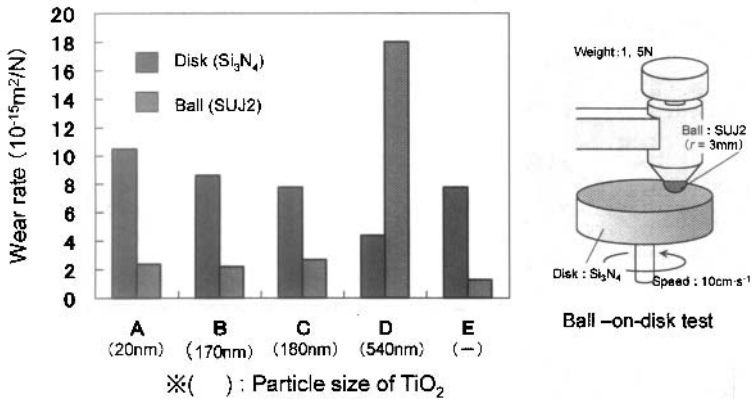 20
18
16
14
12
10
8
6
4
2
0
Wear rate (10⁻¹⁵m²/N)
Disk (Si₃N₄)
Ball (SUJ2)
A B C D E
(20nm) (170nm) (180nm) (540nm) (—)
※( ) : Particle size of TiO₂
Weight:1, 5N
Ball : SUJ2
(r = 3mm)
Disk : Si₃N₄
Speed : 10cm·s⁻¹
Ball –on-disk test